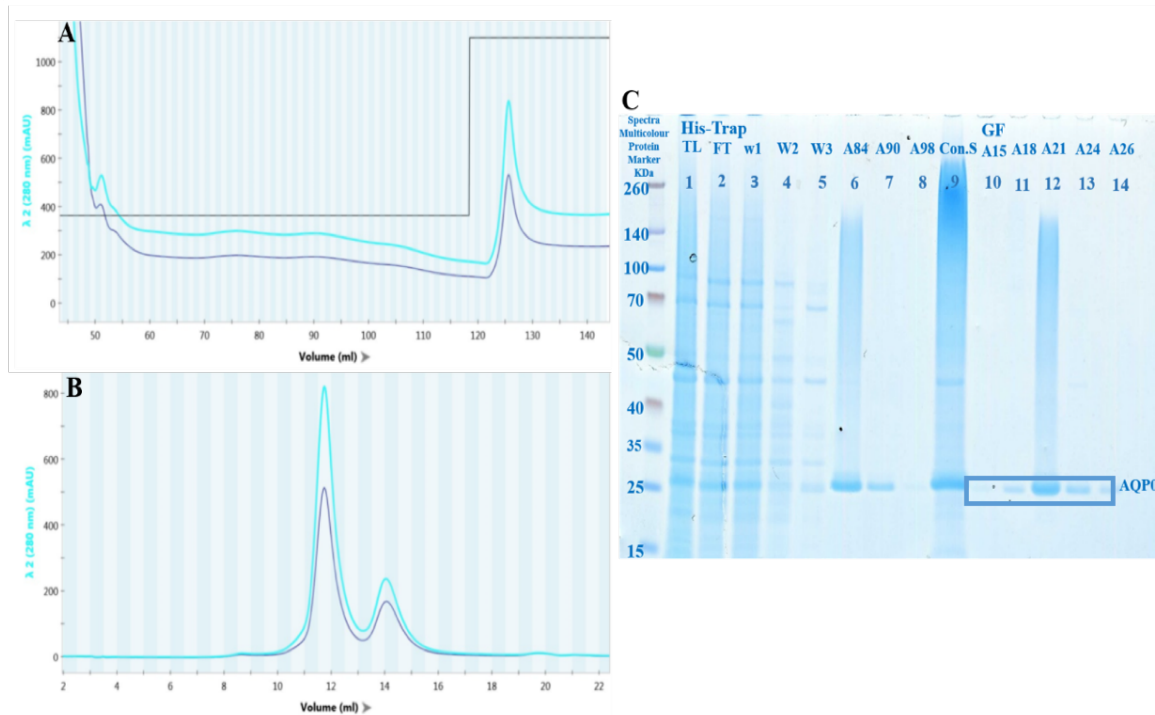 A
λ 2 (280 nm) (mAU)
1000
800
600
400
200
0
50 60 70 80 90 100 110 120 130 140
Volume (ml)
B
λ 2 (280 nm) (mAU)
800
600
400
200
0
2 4 6 8 10 12 14 16 18 20 22
Volume (ml)
C
Spectra
Multicolour
Protein
Marker
KDa
His-Trap GF
TL FT w1 W2 W3 A84 A90 A98 Con.S A15 A18 A21 A24 A26
1 2 3 4 5 6 7 8 9 10 11 12 13 14
260
140
100
70
50
40
35
25
15
AQP0